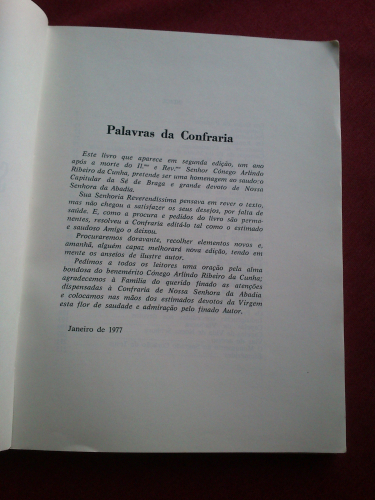 Palavras da Confraria
Este livro que aparece em segunda edição, um ano
após a morte do Il.mo e Rev.mo Senhor Cónego Arlindo
Ribeiro da Cunha, pretende ser uma homenagem ao saudoso
Capitular da Sé de Braga e grande devoto de Nossa
Senhora da Abadia.
Sua Senhoria Reverendíssima pensava em rever o texto,
mas não chegou a satisfazer os seus desejos, por falta de
saúde. E, como a procura e pedidos do livro são perma-
nentes, resolveu a Confraria editá-lo tal como o estimado
e saudoso Amigo o deixou.
Procuraremos doravante, recolher elementos novos e,
amanhã, alguém capaz melhorará nova edição, tendo em
mente os anseios de ilustre autor.
Pedimos a todos os leitores uma oração pela alma
bondosa do benemérito Cónego Arlindo Ribeiro da Cunha;
agradecemos à Família do querido finado as atenções
dispensadas à Confraria de Nossa Senhora da Abadia
e colocamos nas mãos dos estimados devotos da Virgem
esta flor de saudade e admiração pelo finado Autor.
Janeiro de 1977